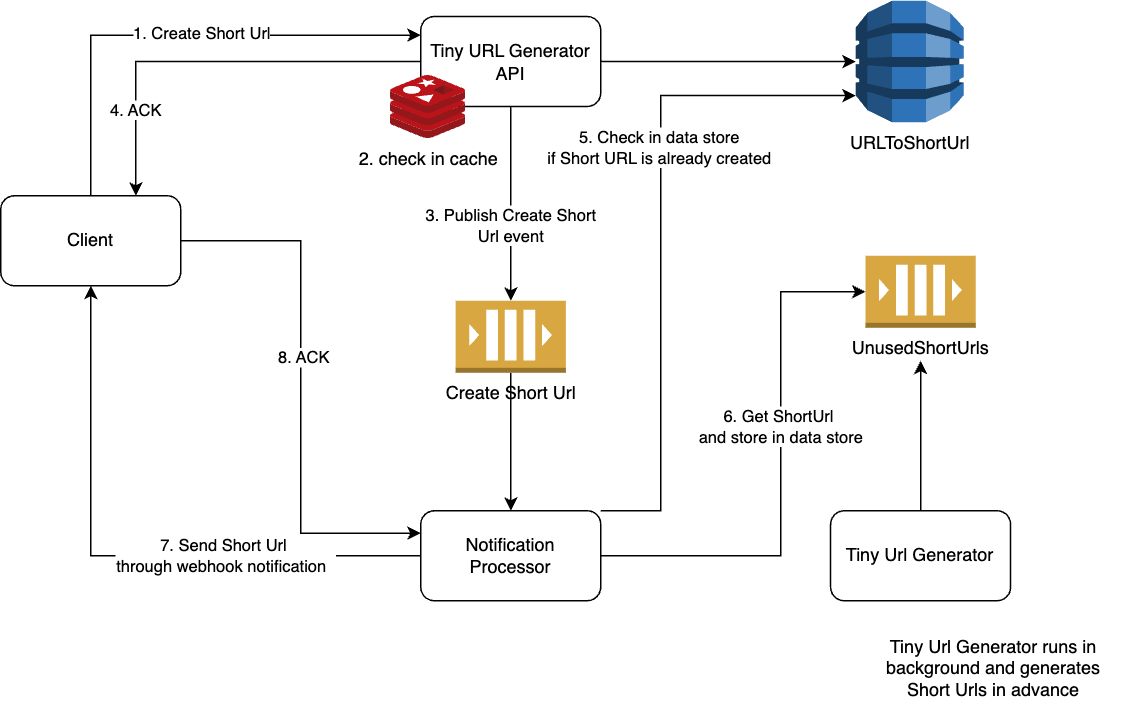 1. Create Short Url
Tiny URL Generator
API
4. ACK
2. check in cache
5. Check in data store
if Short URL is already created
URLToShortUrl
3. Publish Create Short
Url event
Client
UnusedShortUrls
8. ACK
Create Short Url
6. Get ShortUrl
and store in data store
7. Send Short Url
through webhook notification
Notification
Processor
Tiny Url Generator
Tiny Url Generator runs in
background and generates
Short Urls in advance